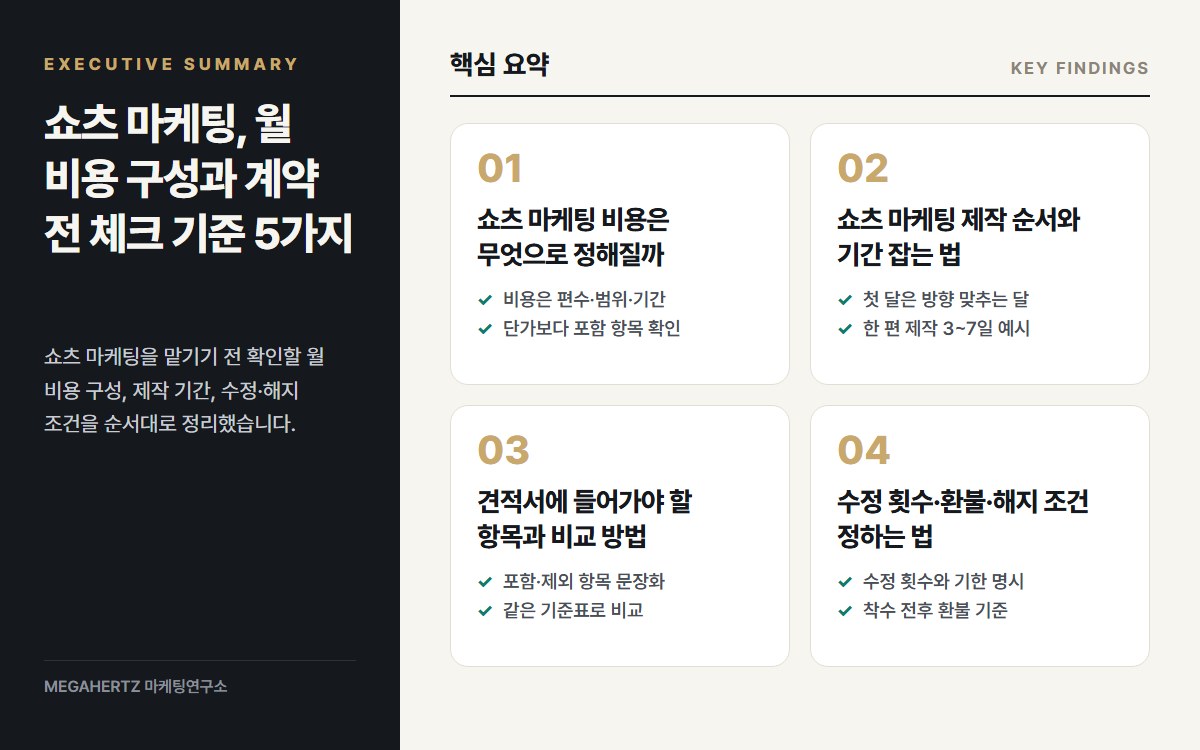 EXECUTIVE SUMMARY
쇼츠 마케팅, 월
비용 구성과 계약
전 체크 기준 5가지
쇼츠 마케팅을 맡기기 전 확인할 월
비용 구성, 제작 기간, 수정·해지
조건을 순서대로 정리했습니다.
MEGAHERTZ 마케팅연구소
핵심 요약
KEY FINDINGS
01
쇼츠 마케팅 비용은
무엇으로 정해질까
비용은 편수·범위·기간
단가보다 포함 항목 확인
02
쇼츠 마케팅 제작 순서와
기간 잡는 법
첫 달은 방향 맞추는 달
한 편 제작 3~7일 예시
03
견적서에 들어가야 할
항목과 비교 방법
포함·제외 항목 문장화
같은 기준표로 비교
04
수정 횟수·환불·해지 조건
정하는 법
수정 횟수와 기한 명시
착수 전후 환불 기준